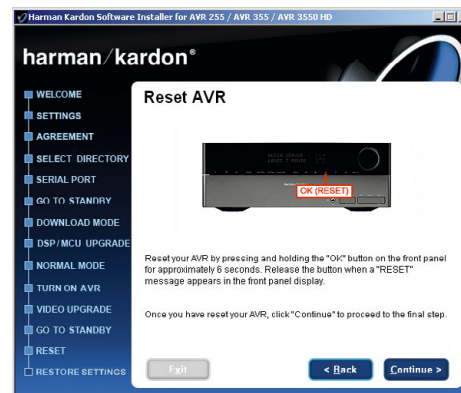 Harman Kardon Software Installer for AVR 255 / AVR 355 / AVR 3550 HD
harman/kardon®
WELCOME
SETTINGS
AGREEMENT
SELECT DIRECTORY
SERIAL PORT
GO TO STANDBY
DOWNLOAD MODE
DSP/MCU UPGRADE
NORMAL MODE
TURN ON AVR
VIDEO UPGRADE
GO TO STANDBY
RESET
RESTORE SETTINGS
Reset AVR
OK (RESET)
Reset your AVR by pressing and holding the "OK" button on the front panel
for approximately 6 seconds. Release the button when a "RESET"
message appears in the front panel display.
Once you have reset your AVR, click "Continue" to proceed to the final step.
Exit
< Back
Continue >